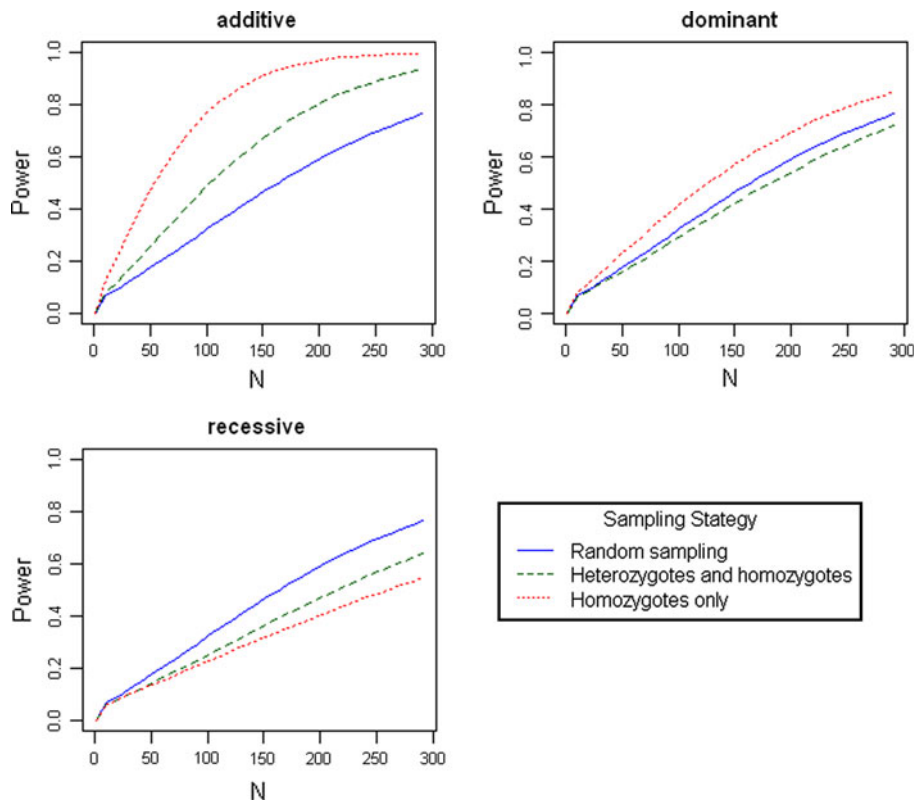 additive
Power
0.0 0.2 0.4 0.6 0.8 1.0
0 50 100 150 200 250 300
N
dominant
Power
0.0 0.2 0.4 0.6 0.8 1.0
0 50 100 150 200 250 300
N
recessive
Power
0.0 0.2 0.4 0.6 0.8 1.0
0 50 100 150 200 250 300
N
Sampling Stategy
Random sampling
Heterozygotes and homozygotes
Homozygotes only